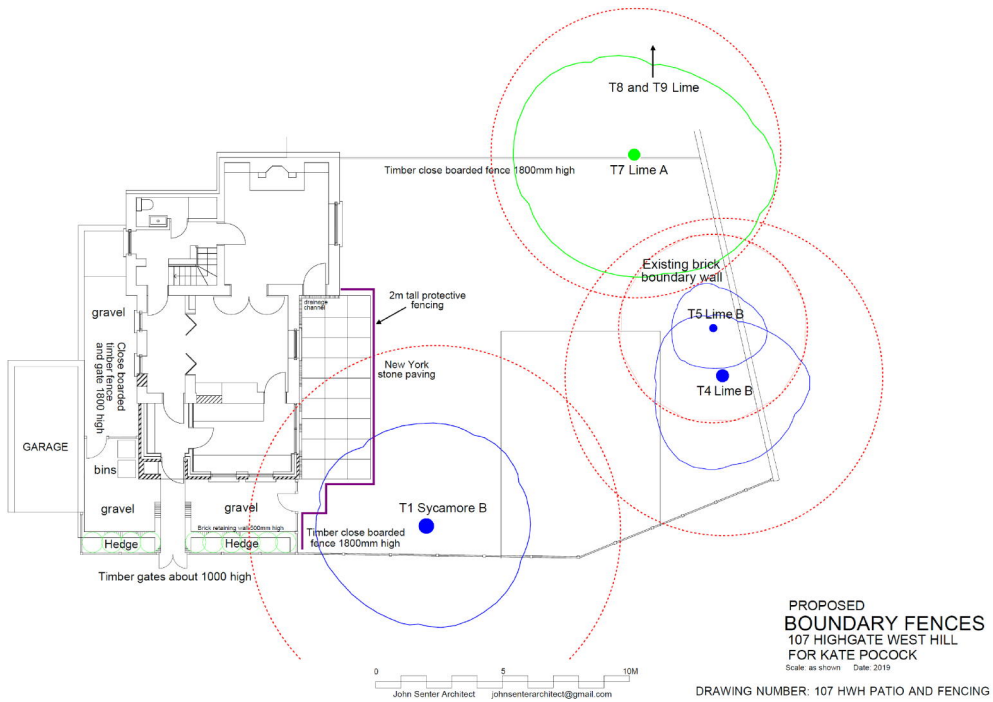 T8 and T9 Lime
T7 Lime A
Timber close boarded fence 1800mm high
Existing brick
boundary wall
T5 Lime B
T4 Lime B
drainage
channel
2m tall protective
fencing
New York
stone paving
gravel
Close boarded
timber fence
and gate 1800 high
GARAGE
bins
gravel
gravel
Brick retaining wall 500mm high
Hedge
Hedge
T1 Sycamore B
Timber close boarded
fence 1800mm high
Timber gates about 1000 high
PROPOSED
BOUNDARY FENCES
107 HIGHGATE WEST HILL
FOR KATE POCOCK
Scale: as shown Date: 2019
0 5 10M
John Senter Architect johnsenterarchitect@gmail.com
DRAWING NUMBER: 107 HWH PATIO AND FENCING